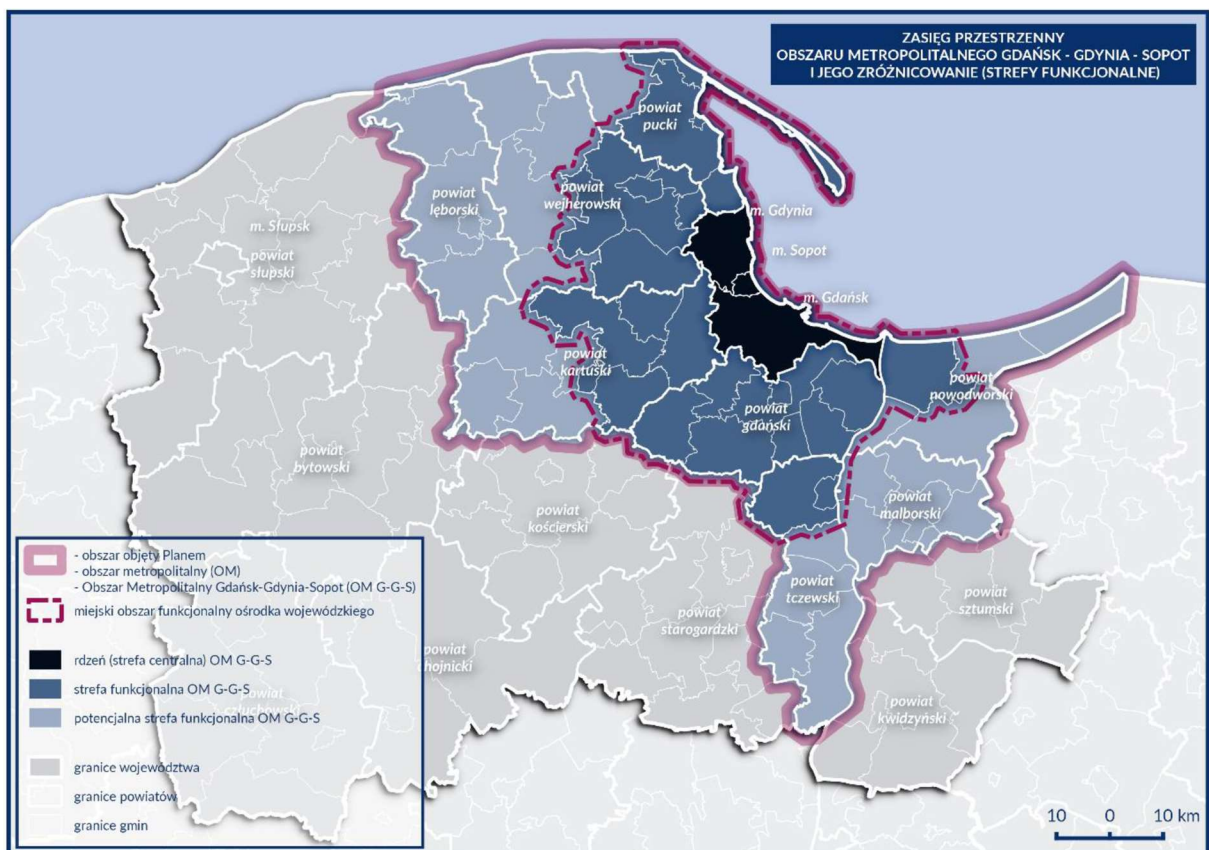 ZASIĘG PRZESTRZENNY
OBSZARU METROPOLITALNEGO GDAŃSK - GDYNIA - SOPOT
I JEGO ZRÓŻNICOWANIE (STREFY FUNKCJONALNE)
powiat
pucki
powiat
lęborski
powiat
wejherowski
m. Gdynia
m. Słupsk
powiat
słupski
m. Sopot
m. Gdańsk
powiat
kartuski
powiat
nowodworski
powiat
gdański
powiat
bytowski
powiat
kościerski
powiat
malborski
powiat
tczewski
powiat
sztumski
powiat
starogardzki
powiat
chojnicki
powiat
człuchowski
powiat
kwidzyński
- obszar objęty Planem
- obszar metropolitalny (OM)
- Obszar Metropolitalny Gdańsk-Gdynia-Sopot (OM G-G-S)
miejski obszar funkcjonalny ośrodka wojewódzkiego
rdzeń (strefa centralna) OM G-G-S
strefa funkcjonalna OM G-G-S
potencjalna strefa funkcjonalna OM G-G-S
granice województwa
granice powiatów
granice gmin
10 0 10 km